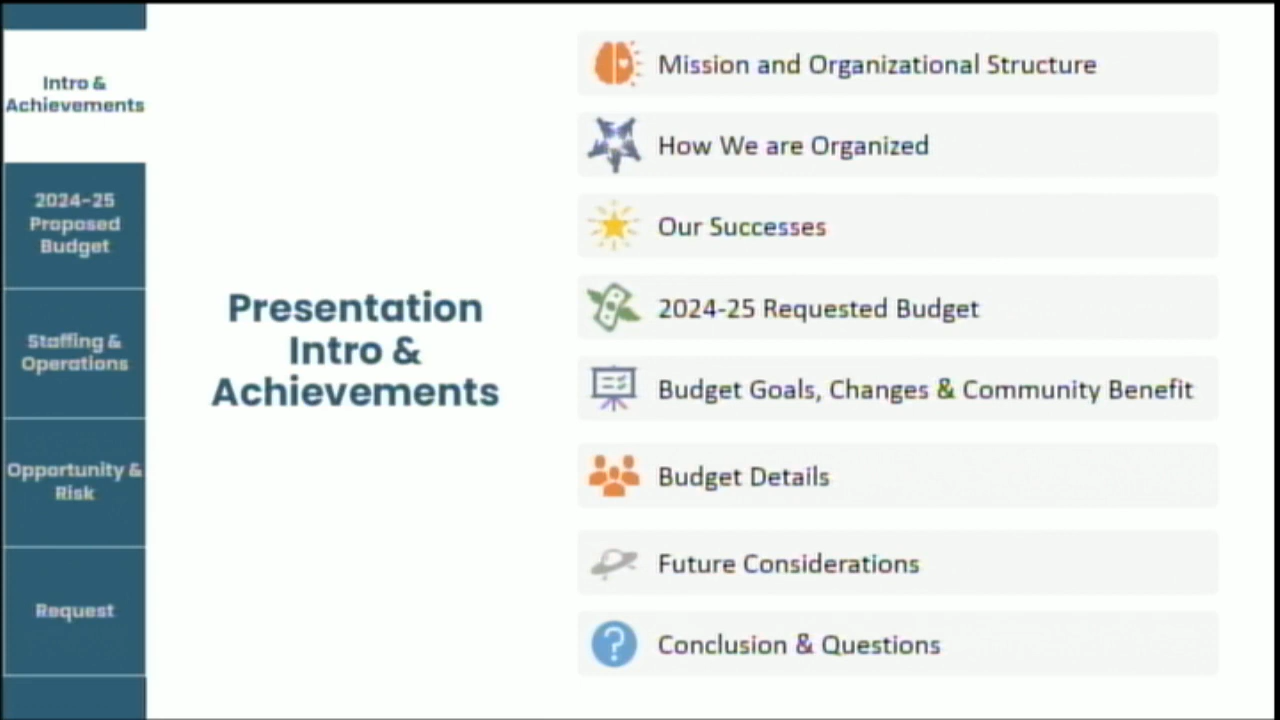 Intro &
Achievements
2024-25
Proposed
Budget
Staffing &
Operations
Opportunity &
Risk
Request
Presentation
Intro &
Achievements
Mission and Organizational Structure
How We are Organized
Our Successes
2024-25 Requested Budget
Budget Goals, Changes & Community Benefit
Budget Details
Future Considerations
Conclusion & Questions